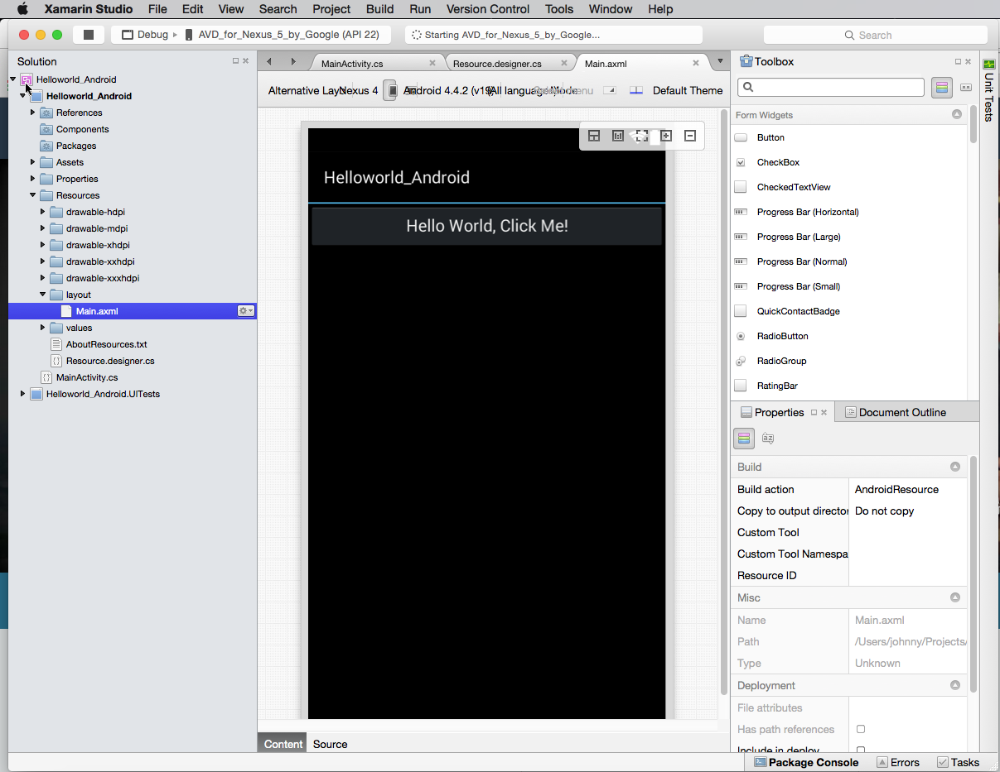 Xamarin Studio File Edit View Search Project Build Run Version Control Tools Window Help
Debug AVD_for_Nexus_5_by_Google (API 22) Starting AVD_for_Nexus_5_by_Google… Search
Solution
Helloworld_Android
Helloworld_Android
References
Components
Packages
Assets
Properties
Resources
drawable-hdpi
drawable-mdpi
drawable-xhdpi
drawable-xxhdpi
drawable-xxxhdpi
layout
Main.axml
values
AboutResources.txt
Resource.designer.cs
MainActivity.cs
Helloworld_Android.UITests
MainActivity.cs Resource.designer.cs Main.axml
Alternative Nexus 4 Android 4.4.2 All Default Theme
Helloworld_Android
Hello World, Click Me!
Content Source
Toolbox
Form Widgets
Button
CheckBox
CheckedTextView
Progress Bar (Horizontal)
Progress Bar (Large)
Progress Bar (Normal)
Progress Bar (Small)
QuickContactBadge
RadioButton
RadioGroup
RatingBar
Properties Document Outline
Build
Build action AndroidResource
Copy to output director Do not copy
Custom Tool
Custom Tool Namespa
Resource ID
Misc
Name Main.axml
Path /Users/johnny/Projects/
Type Unknown
Deployment
File attributes
Has path references
Include in deploy
Unit Tests
Package Console Errors Tasks